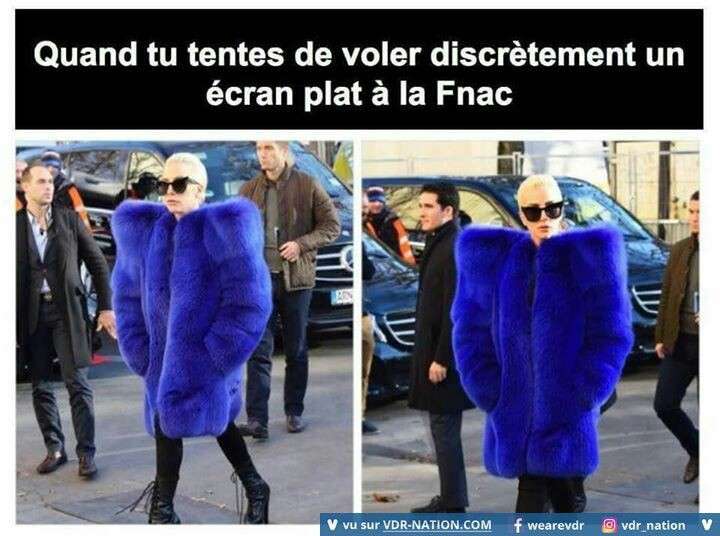 Quand tu tentes de voler discrètement un
écran plat à la Fnac
vu sur VDR-NATION.COM wearevdr vdr_nation